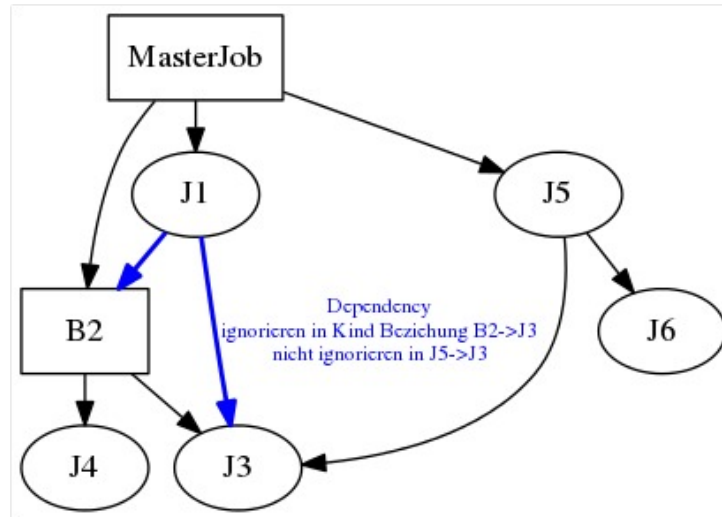 MasterJob
J1
J5
Dependency
ignorieren in Kind Beziehung B2->J3
nicht ignorieren in J5->J3
B2
J6
J4
J3